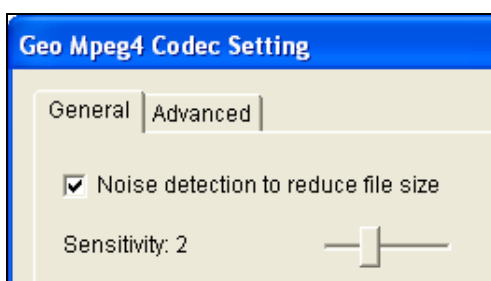 Geo Mpeg4 Codec Setting
General Advanced
Noise detection to reduce file size
Sensitivity: 2